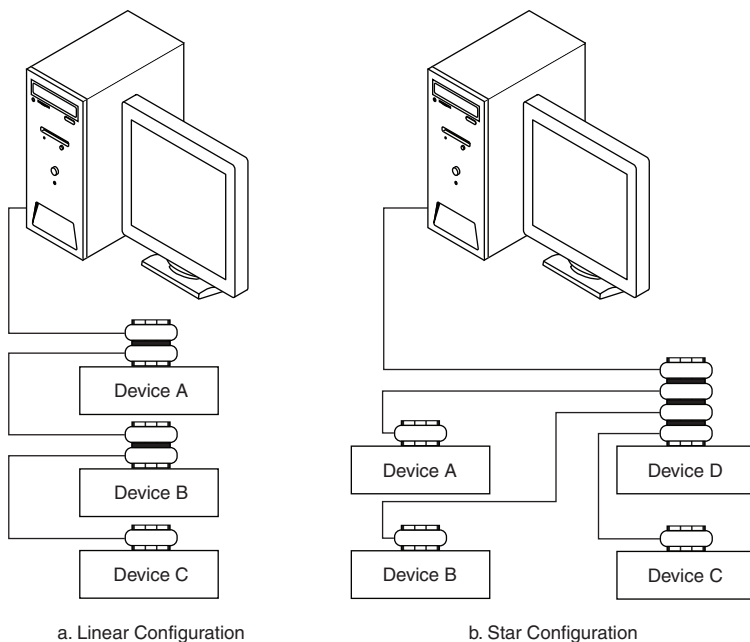 Device A
Device B
Device C
a. Linear Configuration
Device A
Device D
Device B
Device C
b. Star Configuration